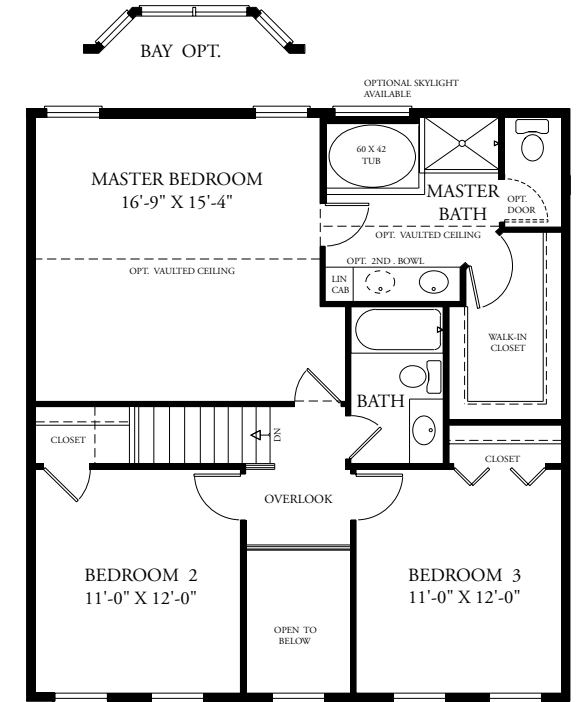 BAY OPT.
OPTIONAL SKYLIGHT
AVAILABLE
60 X 42
TUB
MASTER BEDROOM
16'-9" X 15'-4"
MASTER
BATH
OPT.
DOOR
OPT. VAULTED CEILING
OPT. VAULTED CEILING
OPT. 2ND . BOWL
LIN
CAB
WALK-IN
CLOSET
BATH
CLOSET
DN
CLOSET
OVERLOOK
BEDROOM 2
11'-0" X 12'-0"
BEDROOM 3
11'-0" X 12'-0"
OPEN TO
BELOW